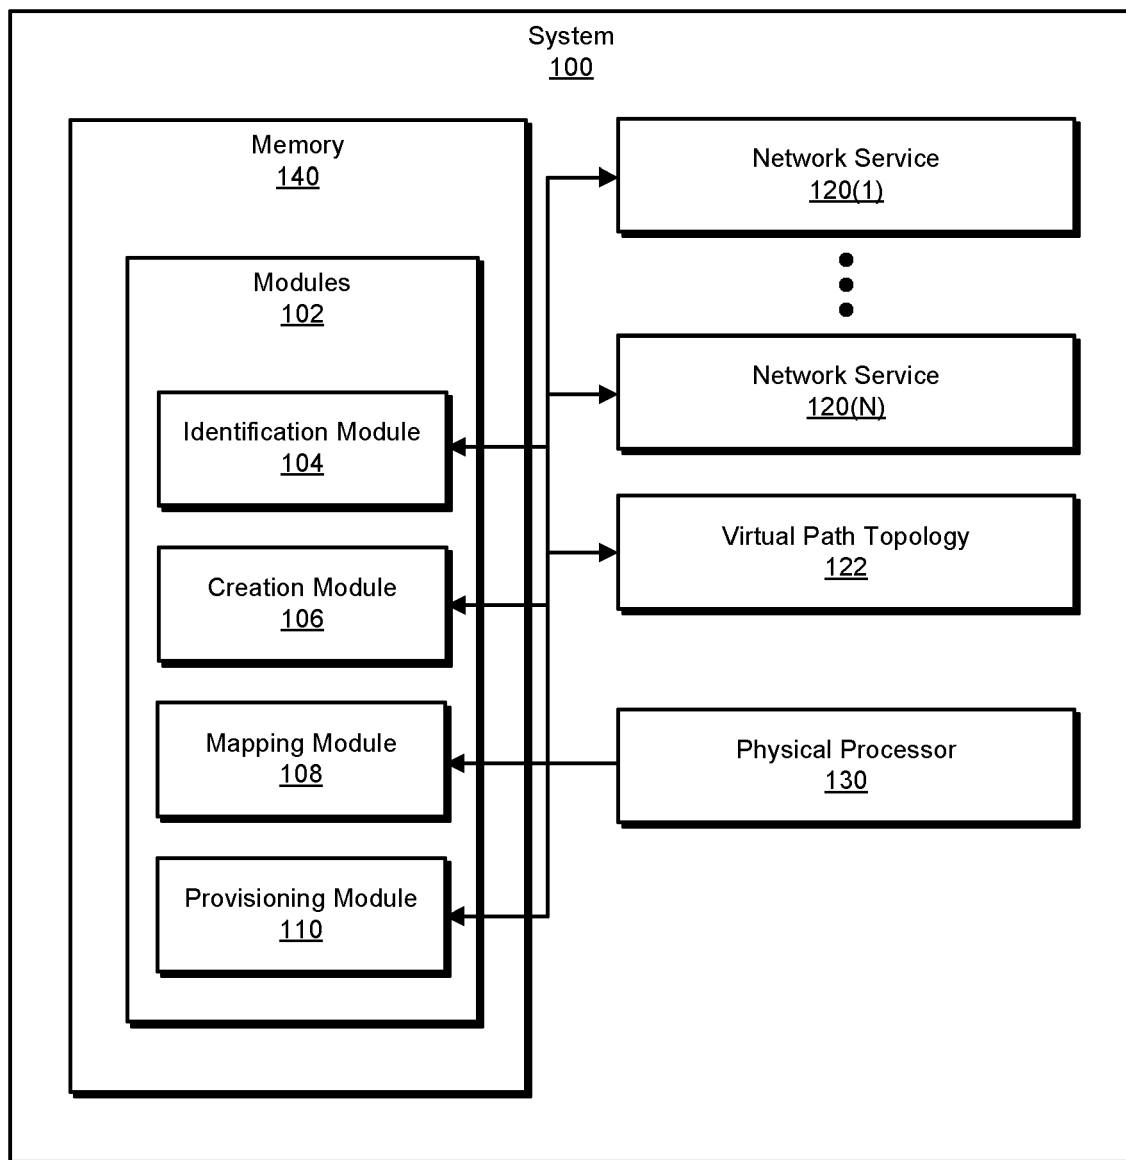 System
100
Memory
140
Modules
102
Identification Module
104
Creation Module
106
Mapping Module
108
Provisioning Module
110
Network Service
120(1)
Network Service
120(N)
Virtual Path Topology
122
Physical Processor
130